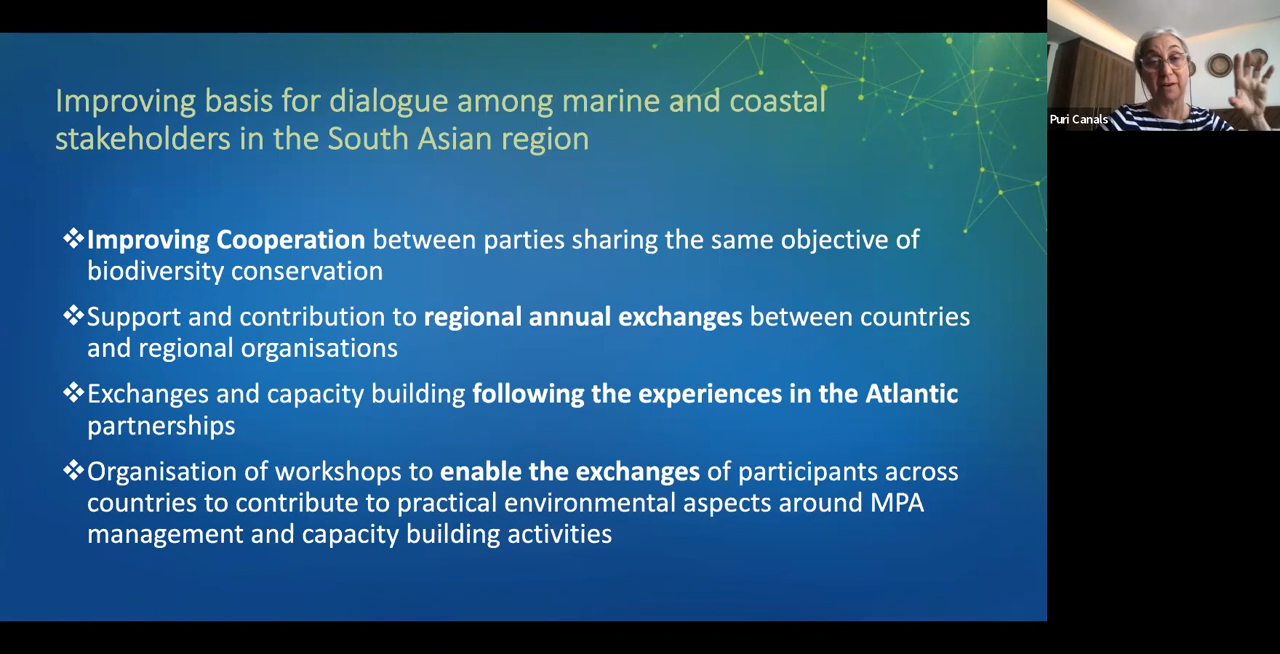 Improving basis for dialogue among marine and coastal
stakeholders in the South Asian region
❖Improving Cooperation between parties sharing the same objective of
biodiversity conservation
❖Support and contribution to regional annual exchanges between countries
and regional organisations
❖Exchanges and capacity building following the experiences in the Atlantic
partnerships
❖Organisation of workshops to enable the exchanges of participants across
countries to contribute to practical environmental aspects around MPA
management and capacity building activities
Puri Canals